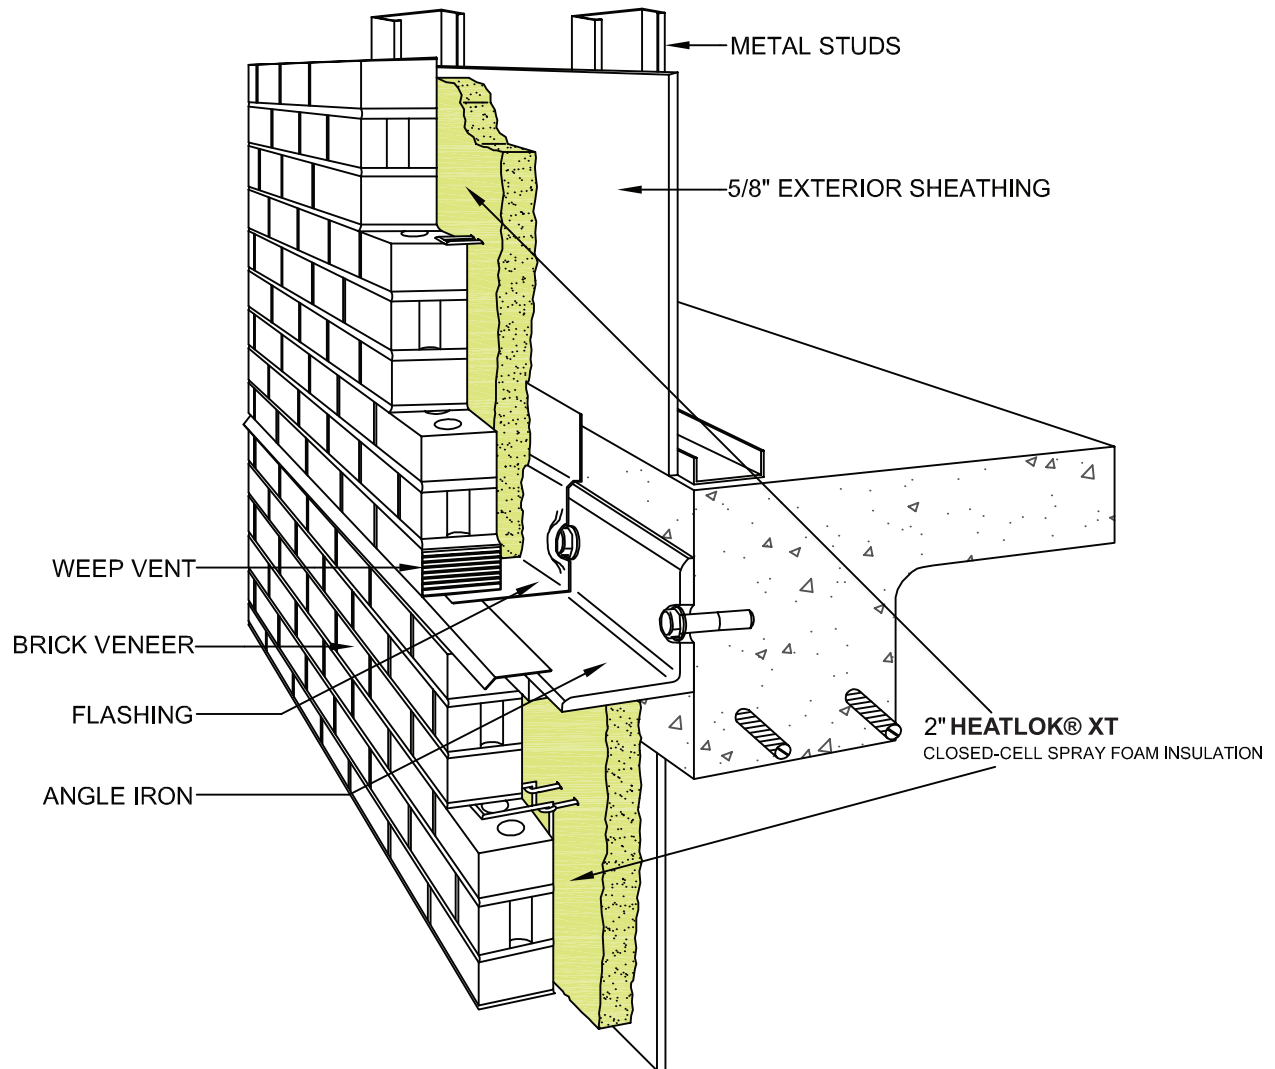 METAL STUDS
5/8" EXTERIOR SHEATHING
WEEP VENT
BRICK VENEER
FLASHING
ANGLE IRON
2" HEATLOK® XT
CLOSED-CELL SPRAY FOAM INSULATION